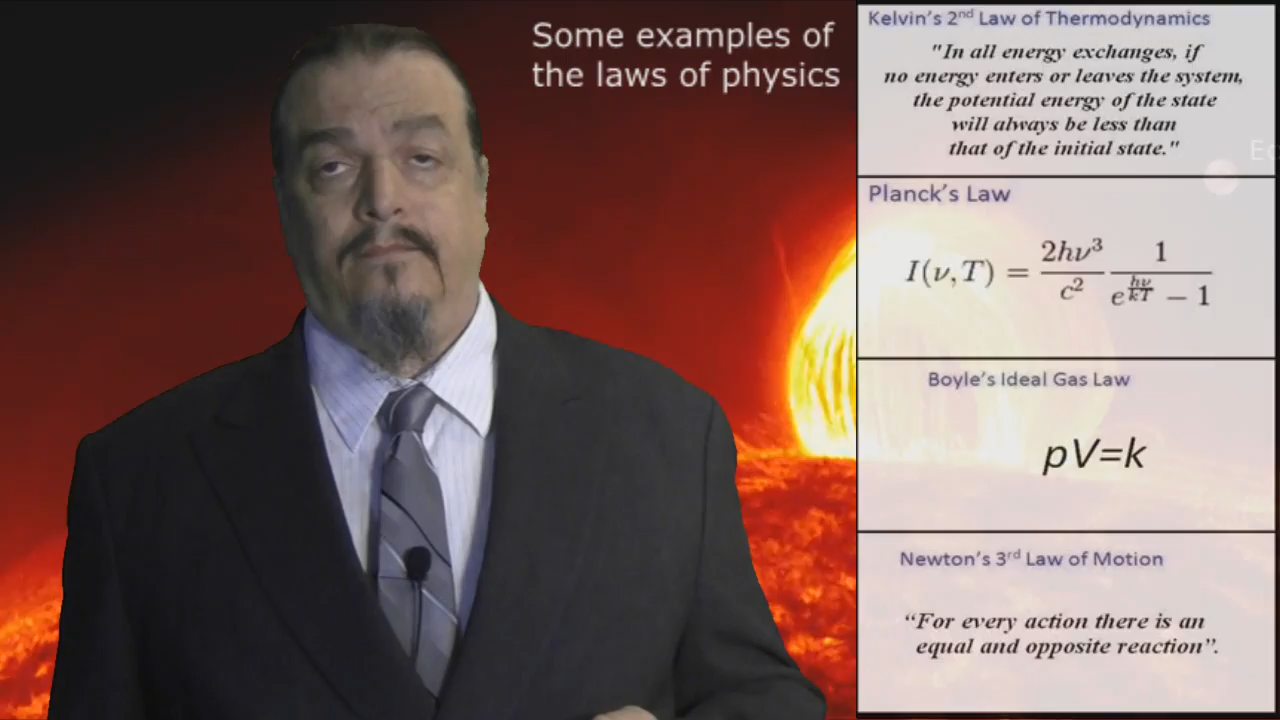 Some examples of
the laws of physics
Kelvin's 2nd Law of Thermodynamics
"In all energy exchanges, if
no energy enters or leaves the system,
the potential energy of the state
will always be less than
that of the initial state."
Planck's Law
I(ν,T) = 2hν³/c² 1/(e^(hν/kT) − 1)
Boyle's Ideal Gas Law
pV=k
Newton's 3rd Law of Motion
“For every action there is an
equal and opposite reaction”.